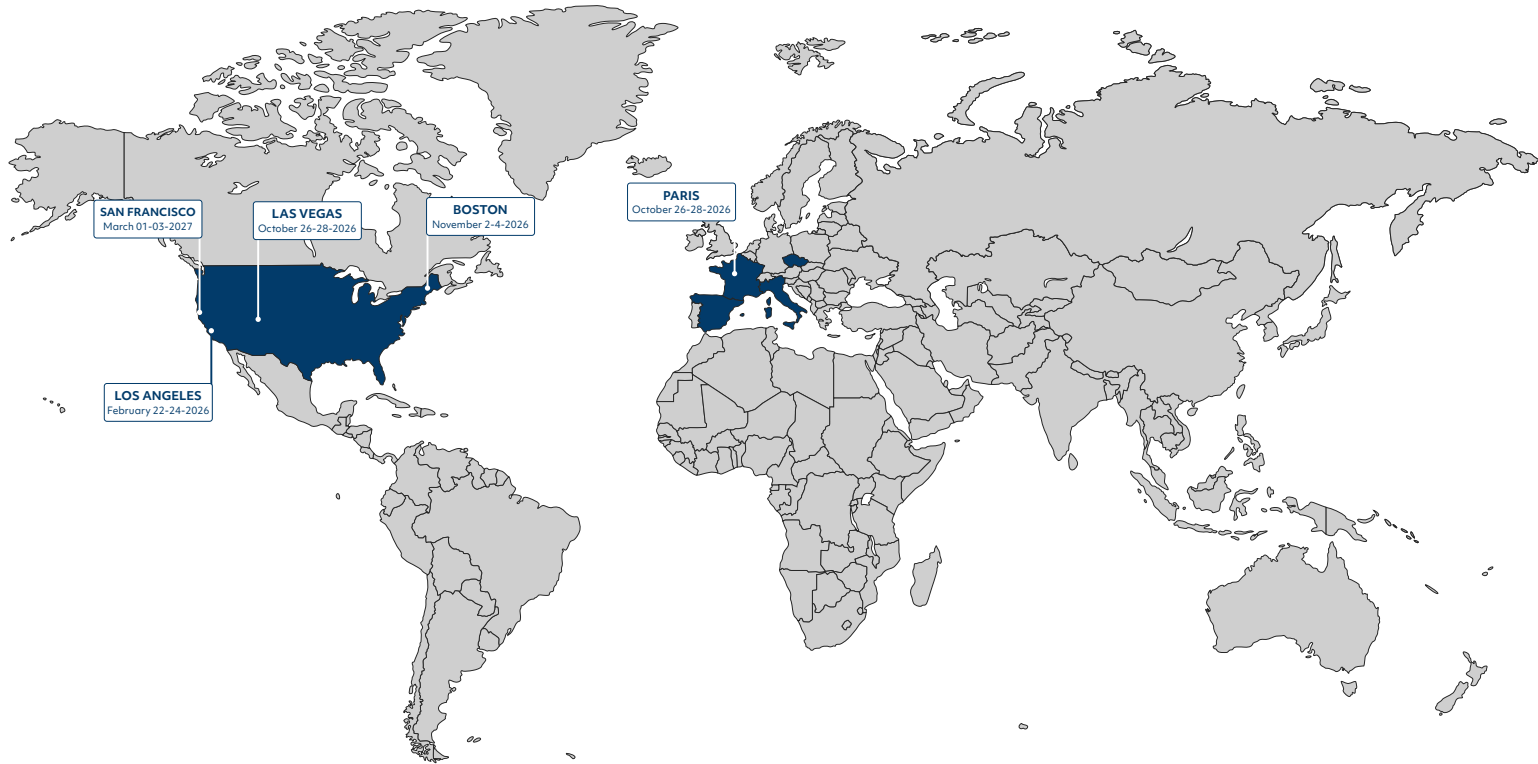 SAN FRANCISCO
March 01-03-2027
LAS VEGAS
October 26-28-2026
BOSTON
November 2-4-2026
PARIS
October 26-28-2026
LOS ANGELES
February 22-24-2026